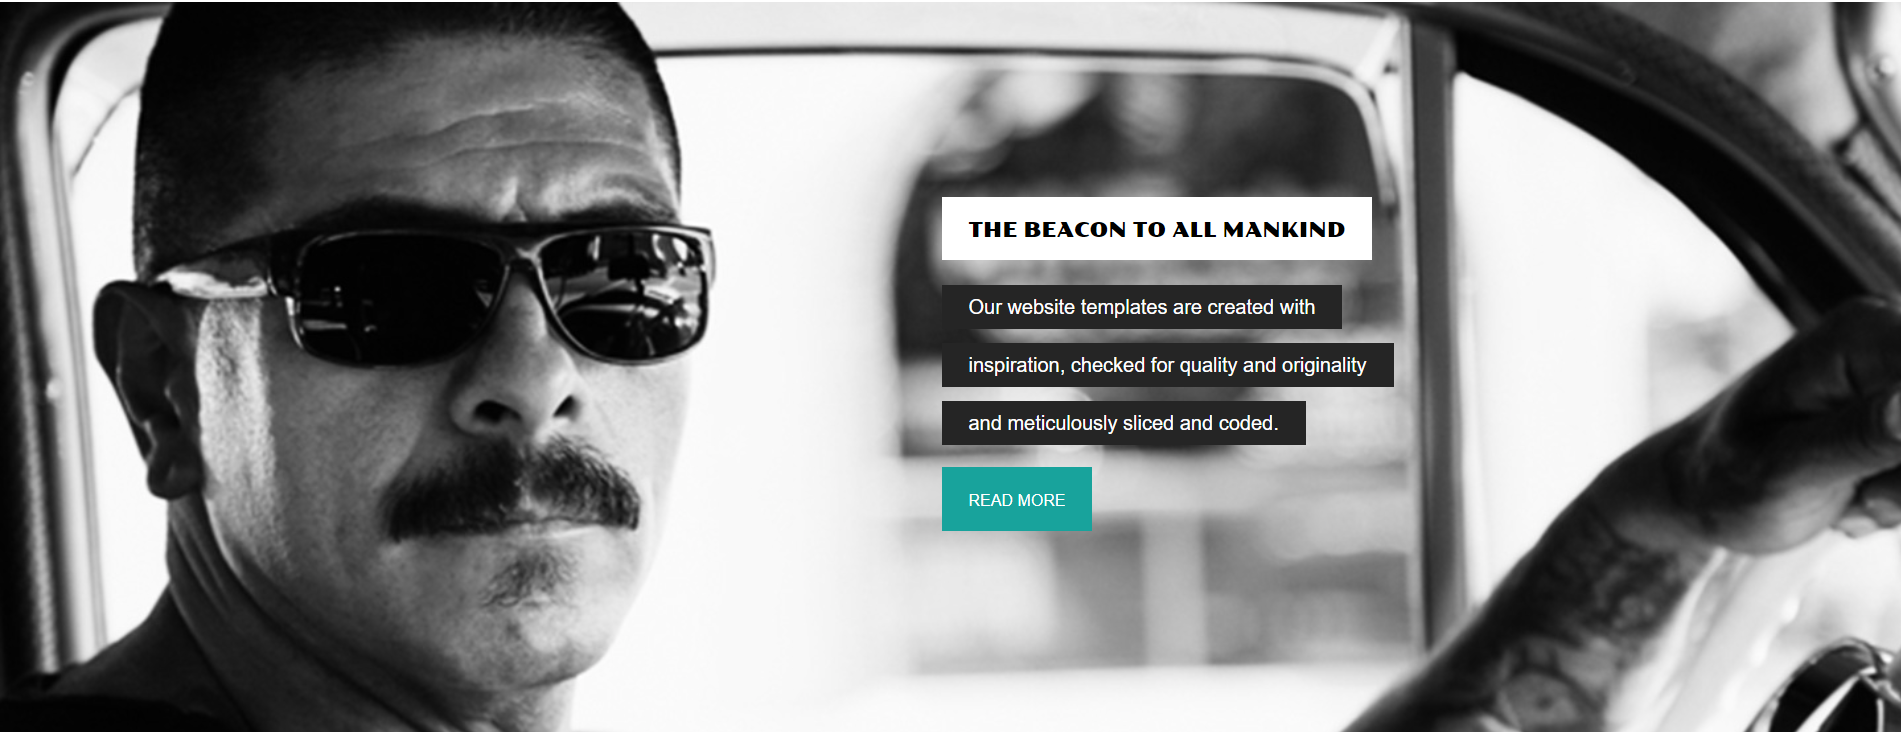 THE BEACON TO ALL MANKIND
Our website templates are created with
inspiration, checked for quality and originality
and meticulously sliced and coded.
READ MORE